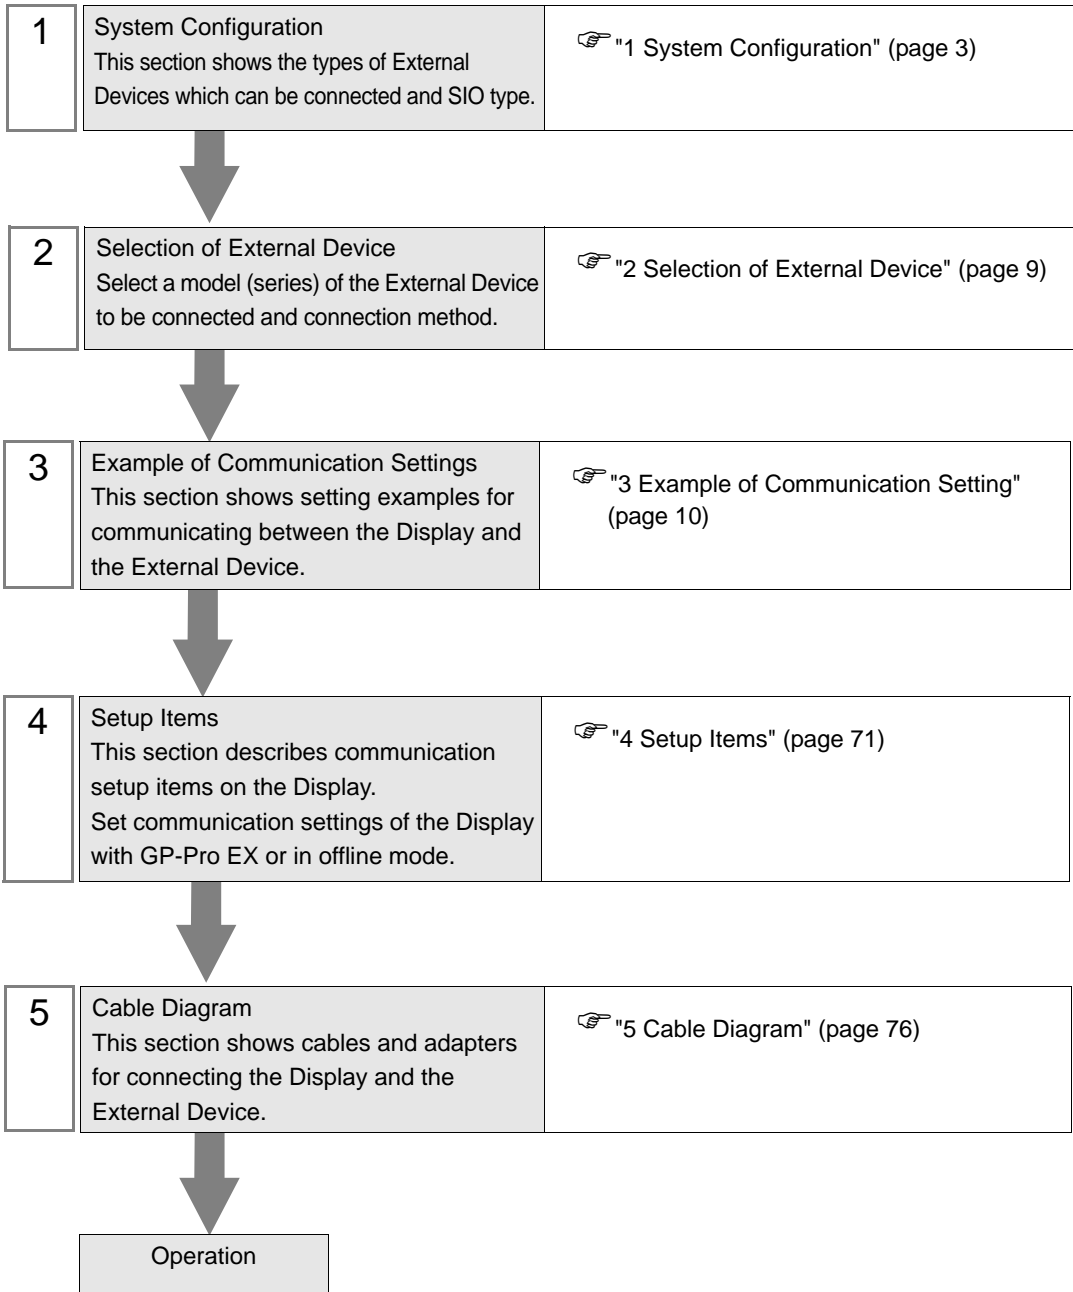 1
System Configuration
This section shows the types of External
Devices which can be connected and SIO type.
"1 System Configuration" (page 3)
2
Selection of External Device
Select a model (series) of the External Device
to be connected and connection method.
"2 Selection of External Device" (page 9)
3
Example of Communication Settings
This section shows setting examples for
communicating between the Display and
the External Device.
"3 Example of Communication Setting"
(page 10)
4
Setup Items
This section describes communication
setup items on the Display.
Set communication settings of the Display
with GP-Pro EX or in offline mode.
"4 Setup Items" (page 71)
5
Cable Diagram
This section shows cables and adapters
for connecting the Display and the
External Device.
"5 Cable Diagram" (page 76)
Operation